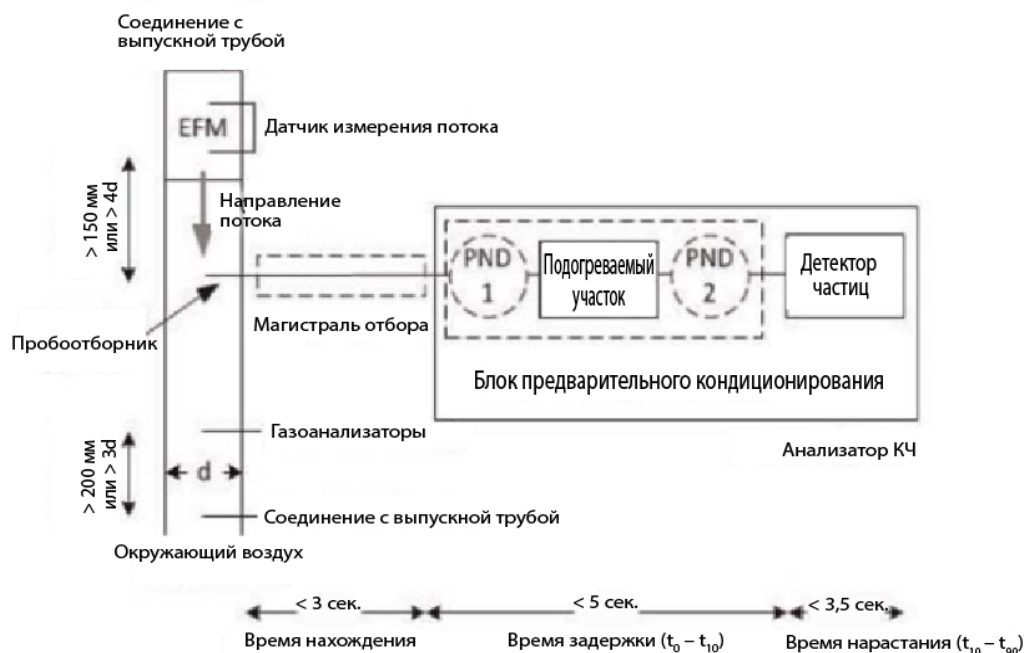 Соединение с
выпускной трубой
EFM
Датчик измерения потока
> 150 мм
или > 4d
Направление
потока
PND
1
Подогреваемый
участок
PND
2
Детектор
частиц
Магистраль отбора
Пробоотборник
Блок предварительного кондиционирования
Газоанализаторы
Анализатор КЧ
> 200 мм
или > 3d
d
Соединение с выпускной трубой
Окружающий воздух
< 3 сек.
< 5 сек.
< 3,5 сек.
Время нахождения
Время задержки (t₀ – t₁₀)
Время нарастания (t₁₀ – t₉₀)